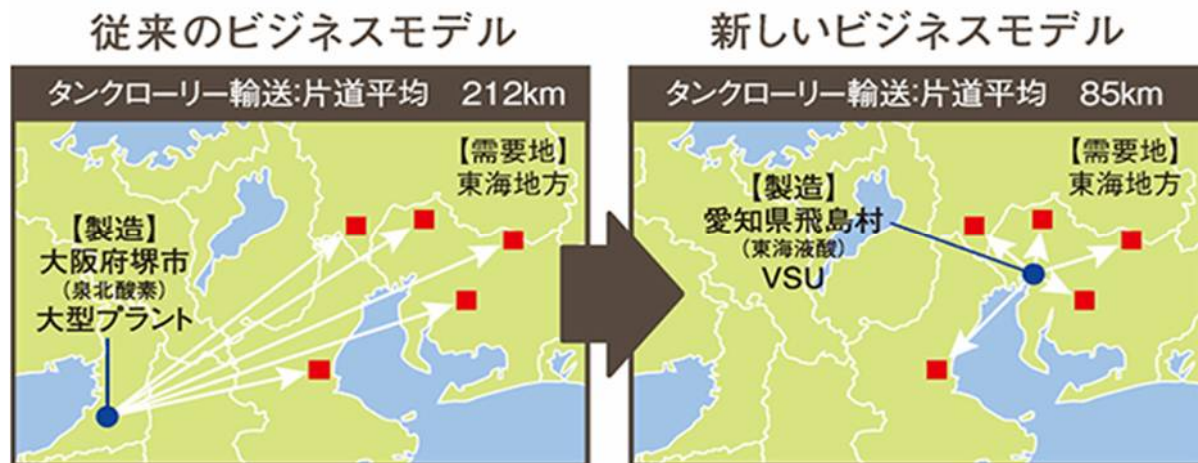 従来のビジネスモデル
タンクローリー輸送:片道平均 212km
【需要地】
東海地方
【製造】
大阪府堺市
(泉北酸素)
大型プラント
新しいビジネスモデル
タンクローリー輸送:片道平均 85km
【需要地】
東海地方
【製造】
愛知県飛島村
(東海液酸)
VSU